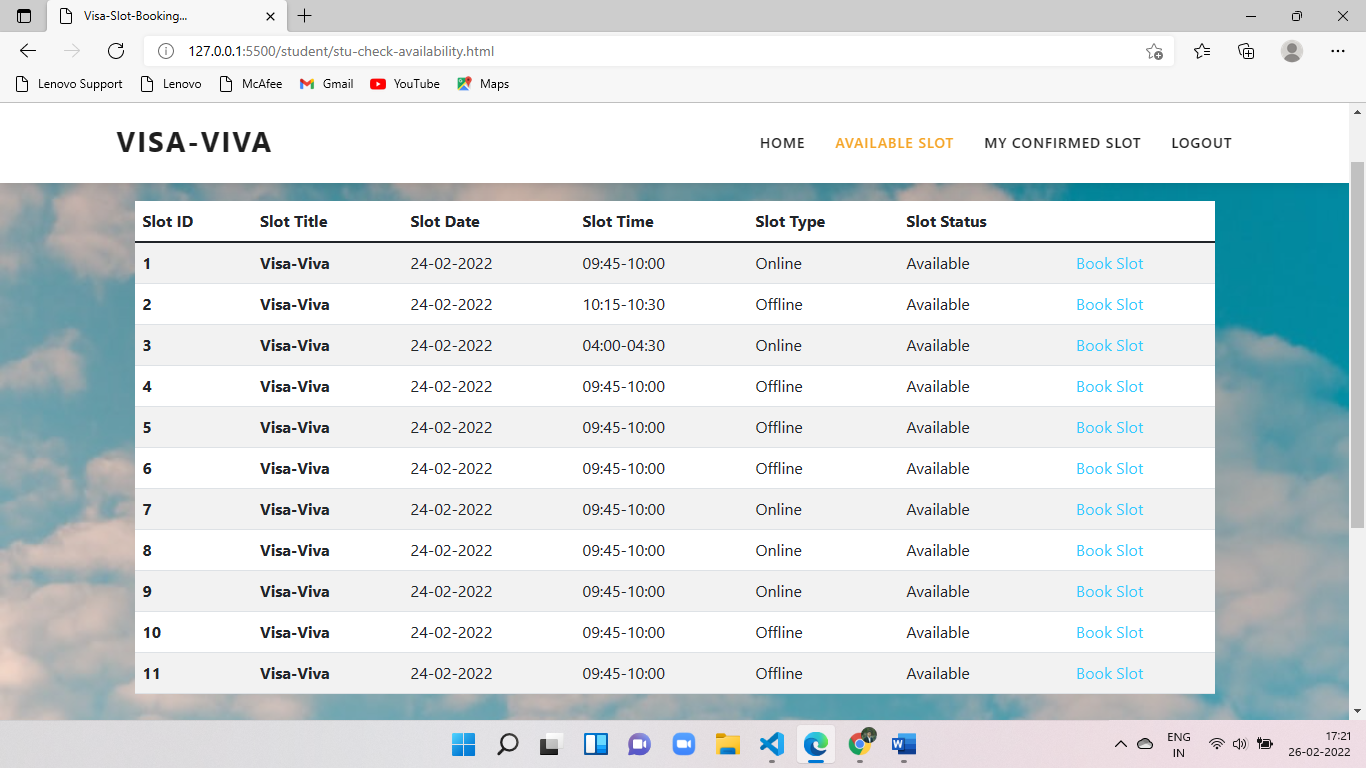 Visa-Slot-Booking...
127.0.0.1:5500/student/stu-check-availability.html
Lenovo Support Lenovo McAfee Gmail YouTube Maps
VISA-VIVA HOME AVAILABLE SLOT MY CONFIRMED SLOT LOGOUT
Slot ID Slot Title Slot Date Slot Time Slot Type Slot Status
1 Visa-Viva 24-02-2022 09:45-10:00 Online Available Book Slot
2 Visa-Viva 24-02-2022 10:15-10:30 Offline Available Book Slot
3 Visa-Viva 24-02-2022 04:00-04:30 Online Available Book Slot
4 Visa-Viva 24-02-2022 09:45-10:00 Offline Available Book Slot
5 Visa-Viva 24-02-2022 09:45-10:00 Offline Available Book Slot
6 Visa-Viva 24-02-2022 09:45-10:00 Offline Available Book Slot
7 Visa-Viva 24-02-2022 09:45-10:00 Online Available Book Slot
8 Visa-Viva 24-02-2022 09:45-10:00 Online Available Book Slot
9 Visa-Viva 24-02-2022 09:45-10:00 Online Available Book Slot
10 Visa-Viva 24-02-2022 09:45-10:00 Offline Available Book Slot
11 Visa-Viva 24-02-2022 09:45-10:00 Offline Available Book Slot
ENG 17:21
IN 26-02-2022